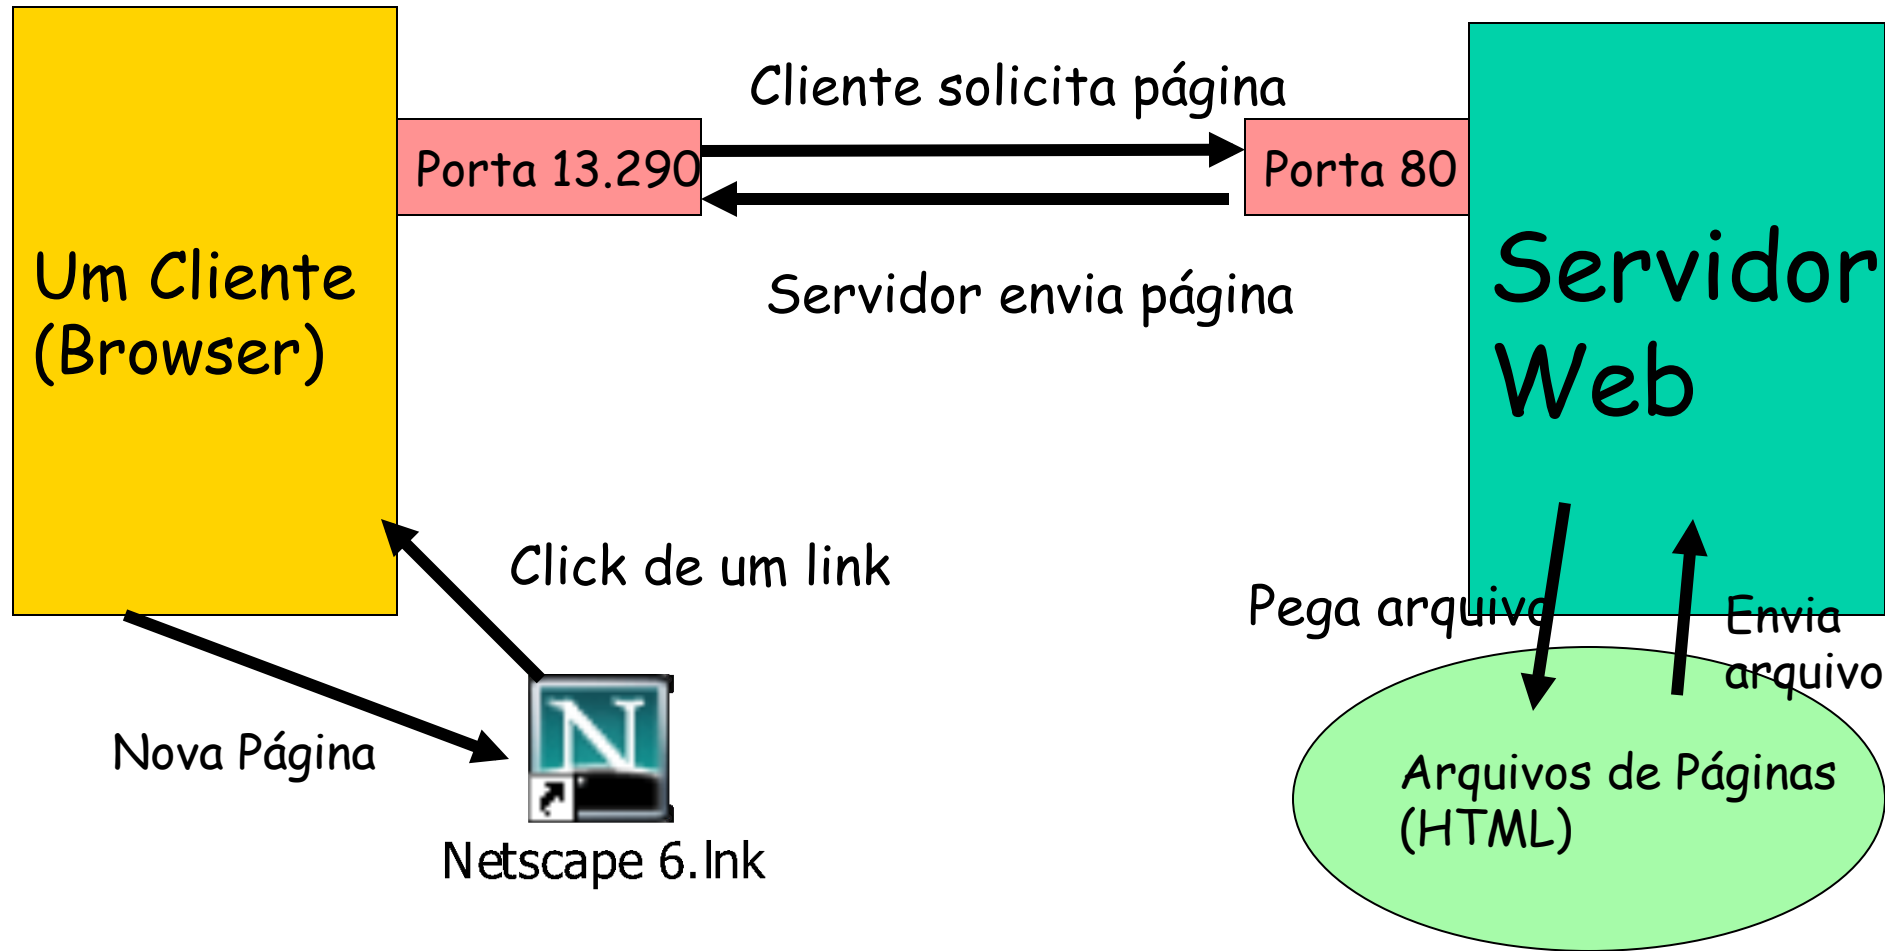 Cliente solicita página
Porta 13.290
Porta 80
Servidor envia página
Um Cliente
(Browser)
Servidor
Web
Click de um link
Pega arquivo
Envia
arquivo
Nova Página
N
Netscape 6.lnk
Arquivos de Páginas
(HTML)